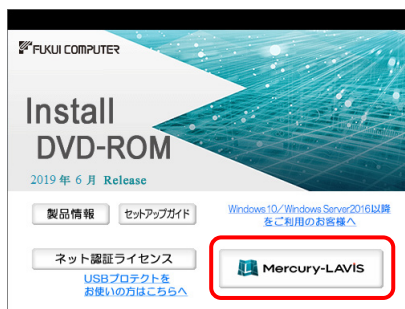 FUKUI COMPUTER
Install
DVD-ROM
2019 年 6 月 Release
製品情報
セットアップガイド
Windows10／Windows Server2016以降
をご利用のお客様へ
ネット認証ライセンス
USBプロテクトを
お使いの方はこちらへ
Mercury-LAVIS